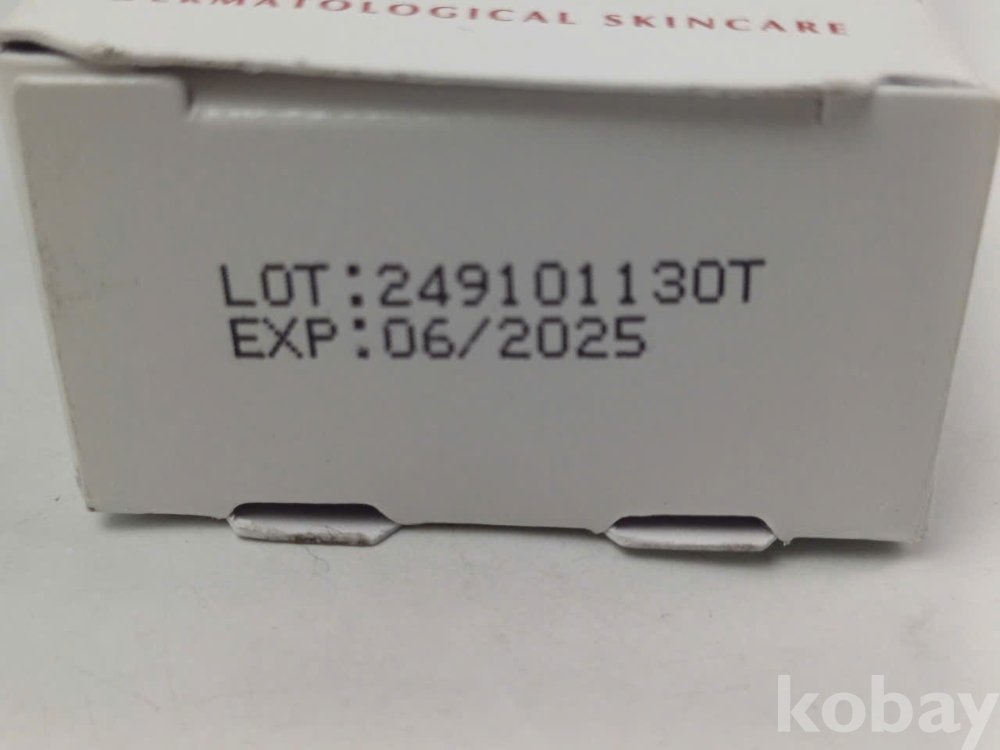 DERMATOLOGICAL SKINCARE
LOT:249101130T
EXP:06/2025
kobay